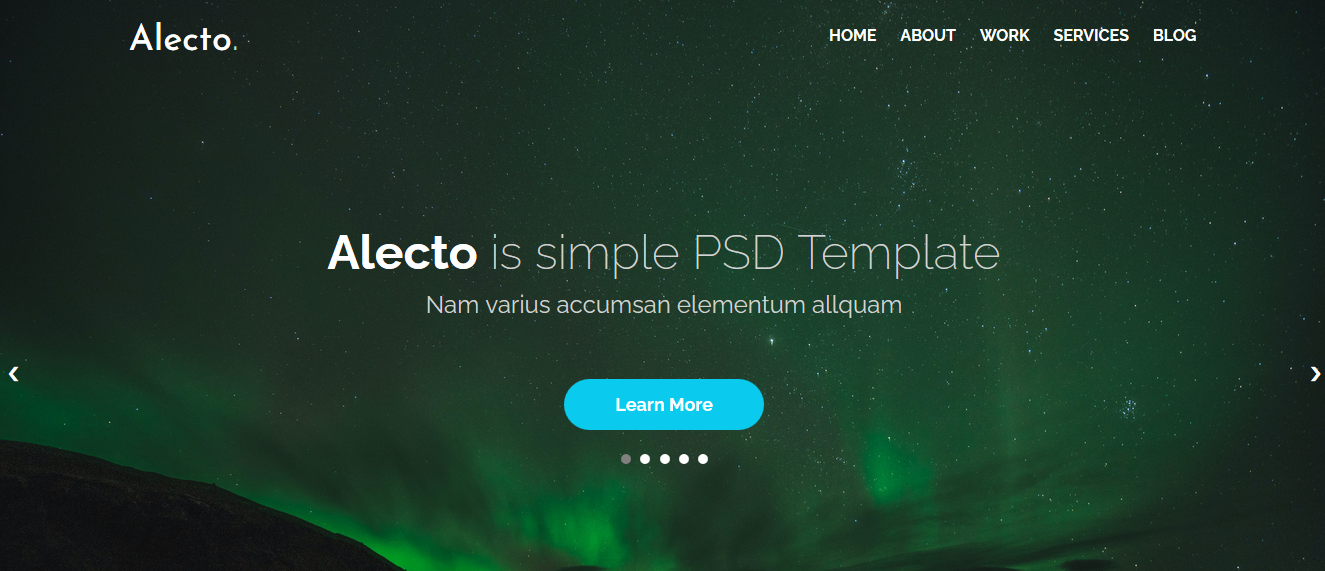 Alecto.
HOME ABOUT WORK SERVICES BLOG
Alecto is simple PSD Template
Nam varius accumsan elementum allquam
Learn More